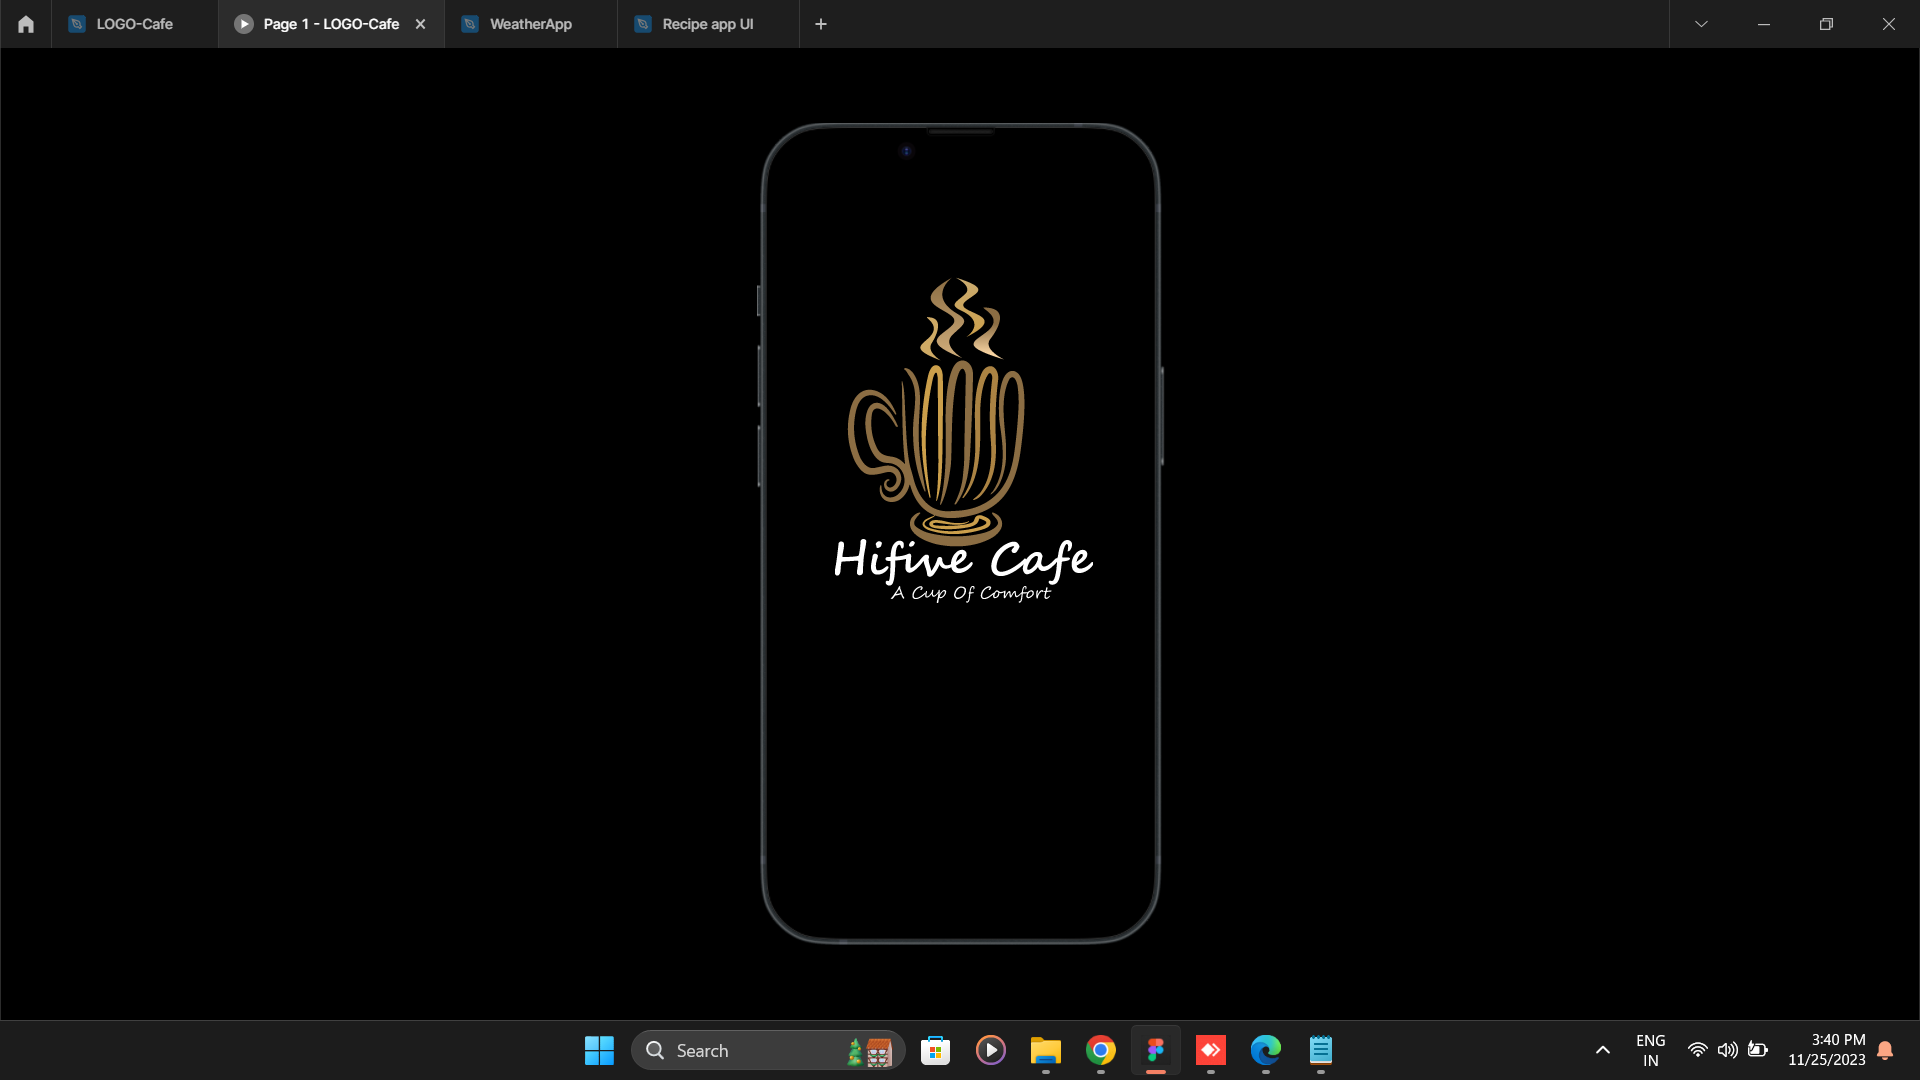 LOGO-Cafe
Page 1 - LOGO-Cafe
WeatherApp
Recipe app UI
Hifive Cafe
A Cup Of Comfort
Search
ENG
IN
3:40 PM
11/25/2023